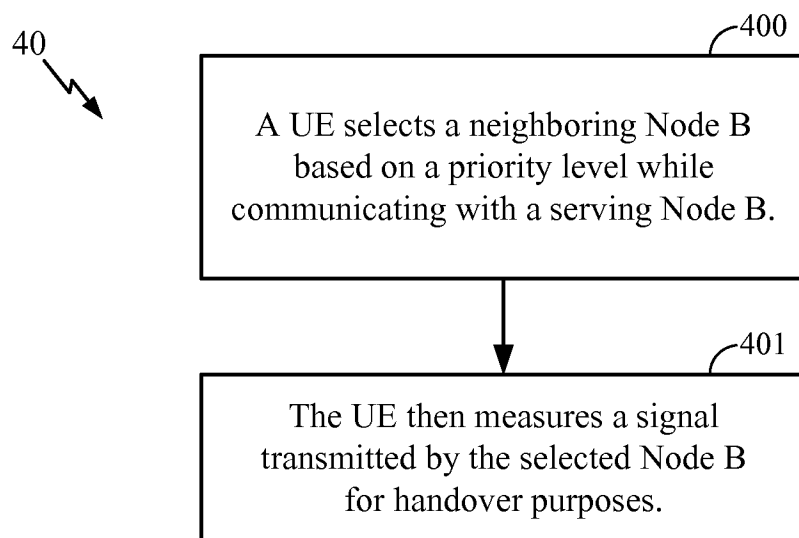 40
400
A UE selects a neighboring Node B
based on a priority level while
communicating with a serving Node B.
401
The UE then measures a signal
transmitted by the selected Node B
for handover purposes.